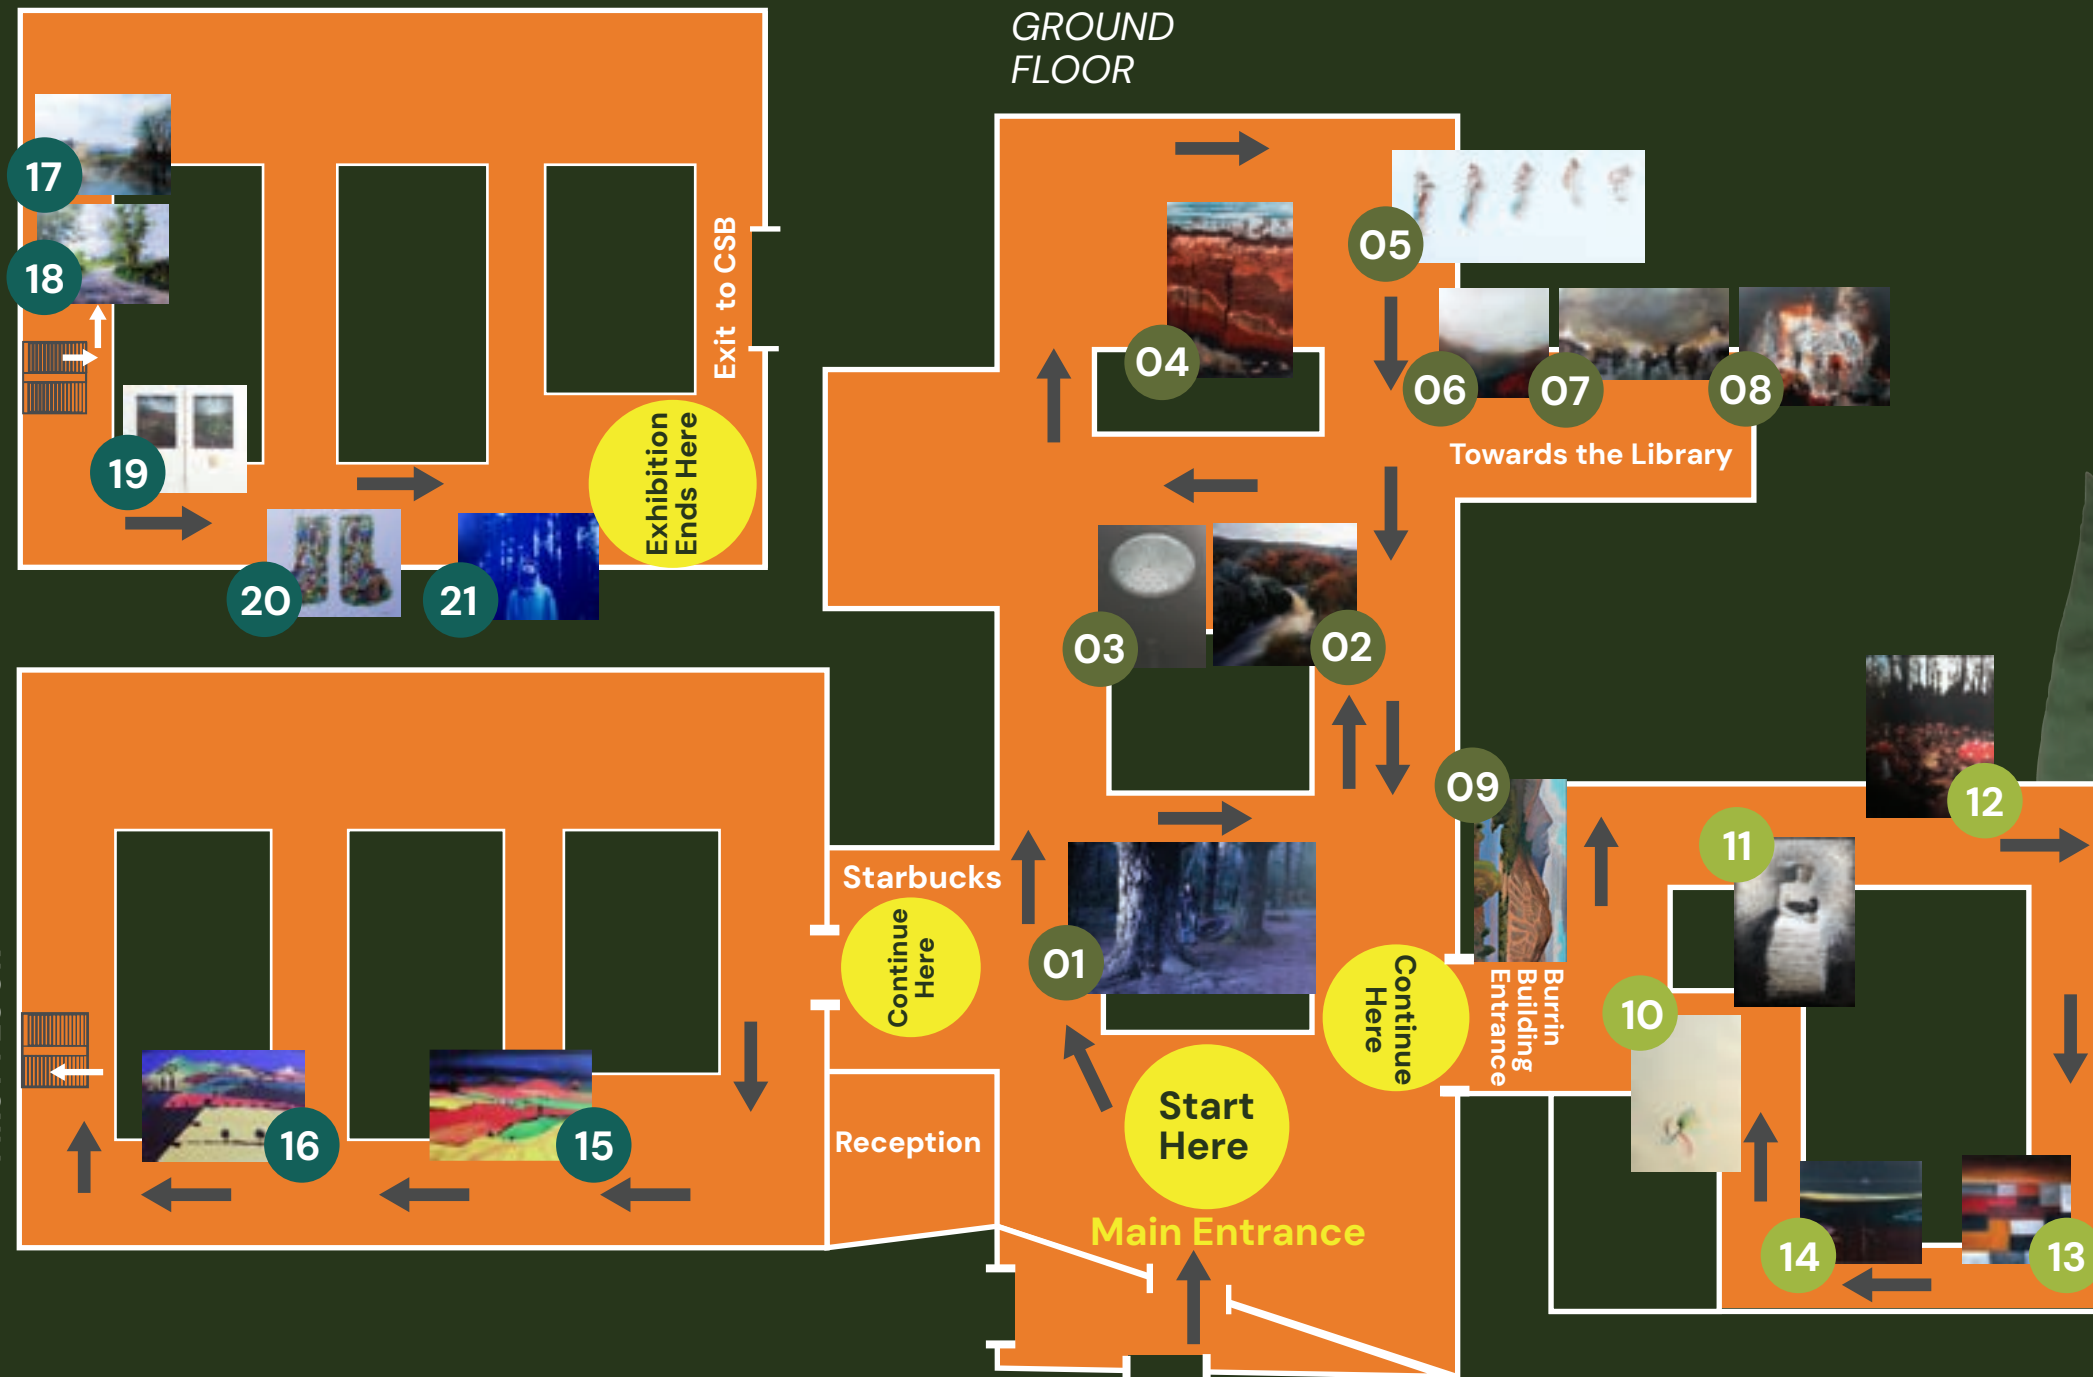 GROUND
FLOOR
17
18
19
20
21
Exit to CSB
Exhibition
Ends Here
04
05
06
07
08
Towards the Library
03
02
01
09
Starbucks
Continue
Here
Continue
Here
Burrin
Building
Entrance
Reception
Start
Here
Main Entrance
10
11
12
13
14
15
16